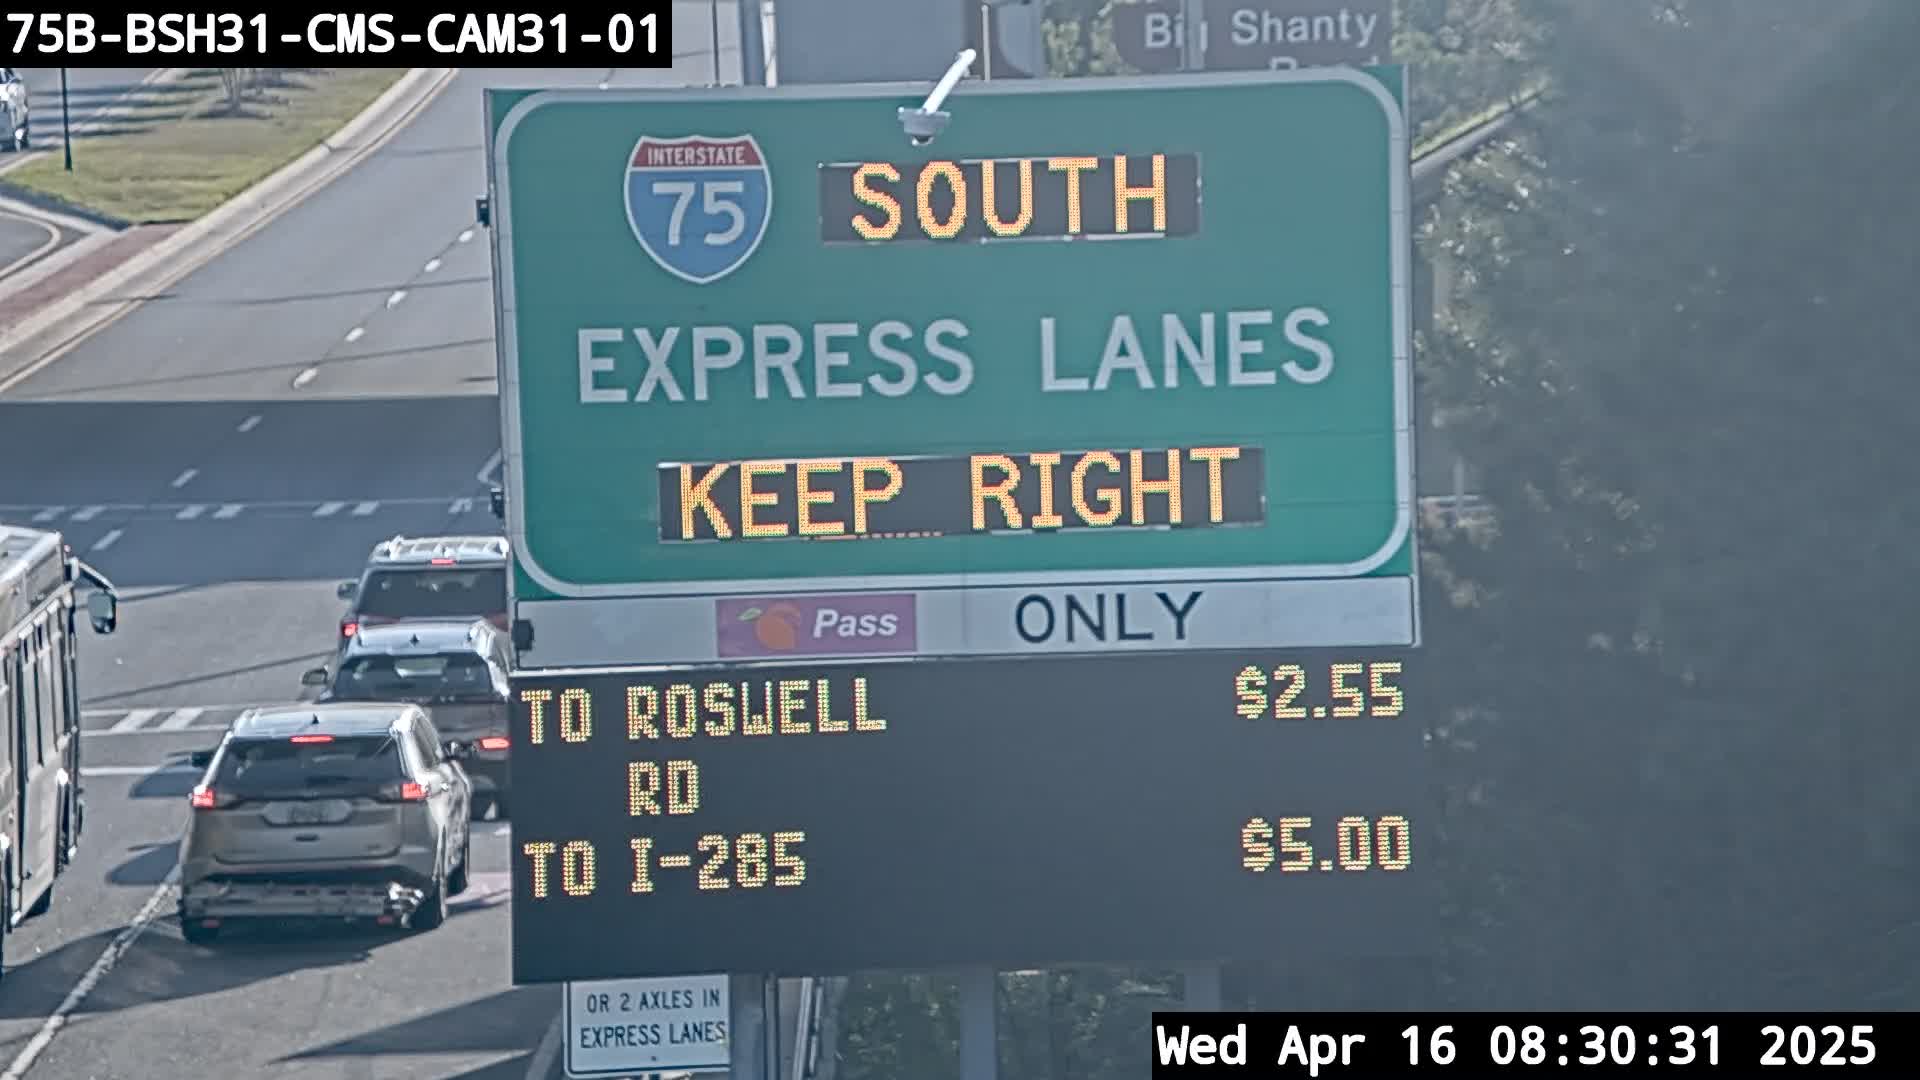 75B-BSH31-CMS-CAM31-01
Big Shanty
Road
INTERSTATE
75
SOUTH
EXPRESS LANES
KEEP RIGHT
Pass ONLY
TO ROSWELL $2.55
RD
TO I-285 $5.00
OR 2 AXLES IN
EXPRESS LANES
Wed Apr 16 08:30:31 2025